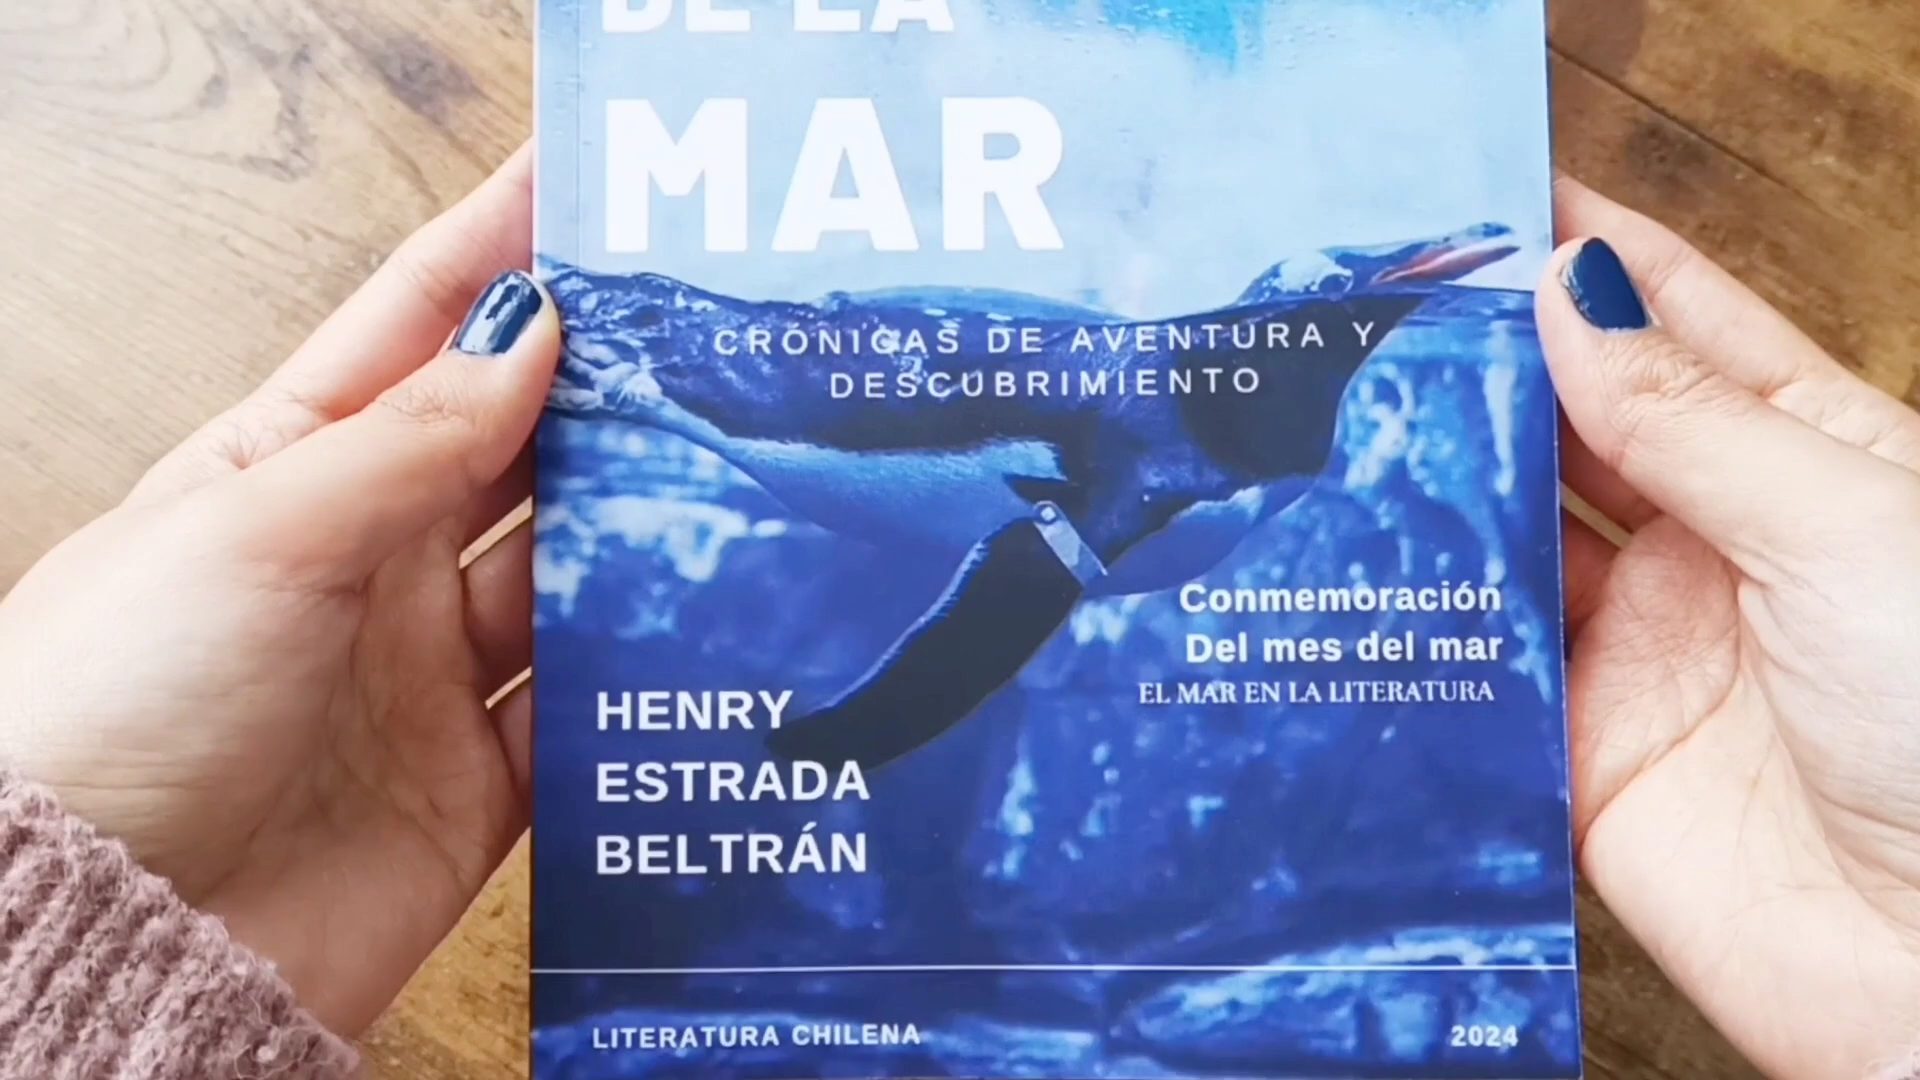 DE LA
MAR
CRÓNICAS DE AVENTURA Y
DESCUBRIMIENTO
Conmemoración
Del mes del mar
EL MAR EN LA LITERATURA
HENRY
ESTRADA
BELTRÁN
LITERATURA CHILENA
2024